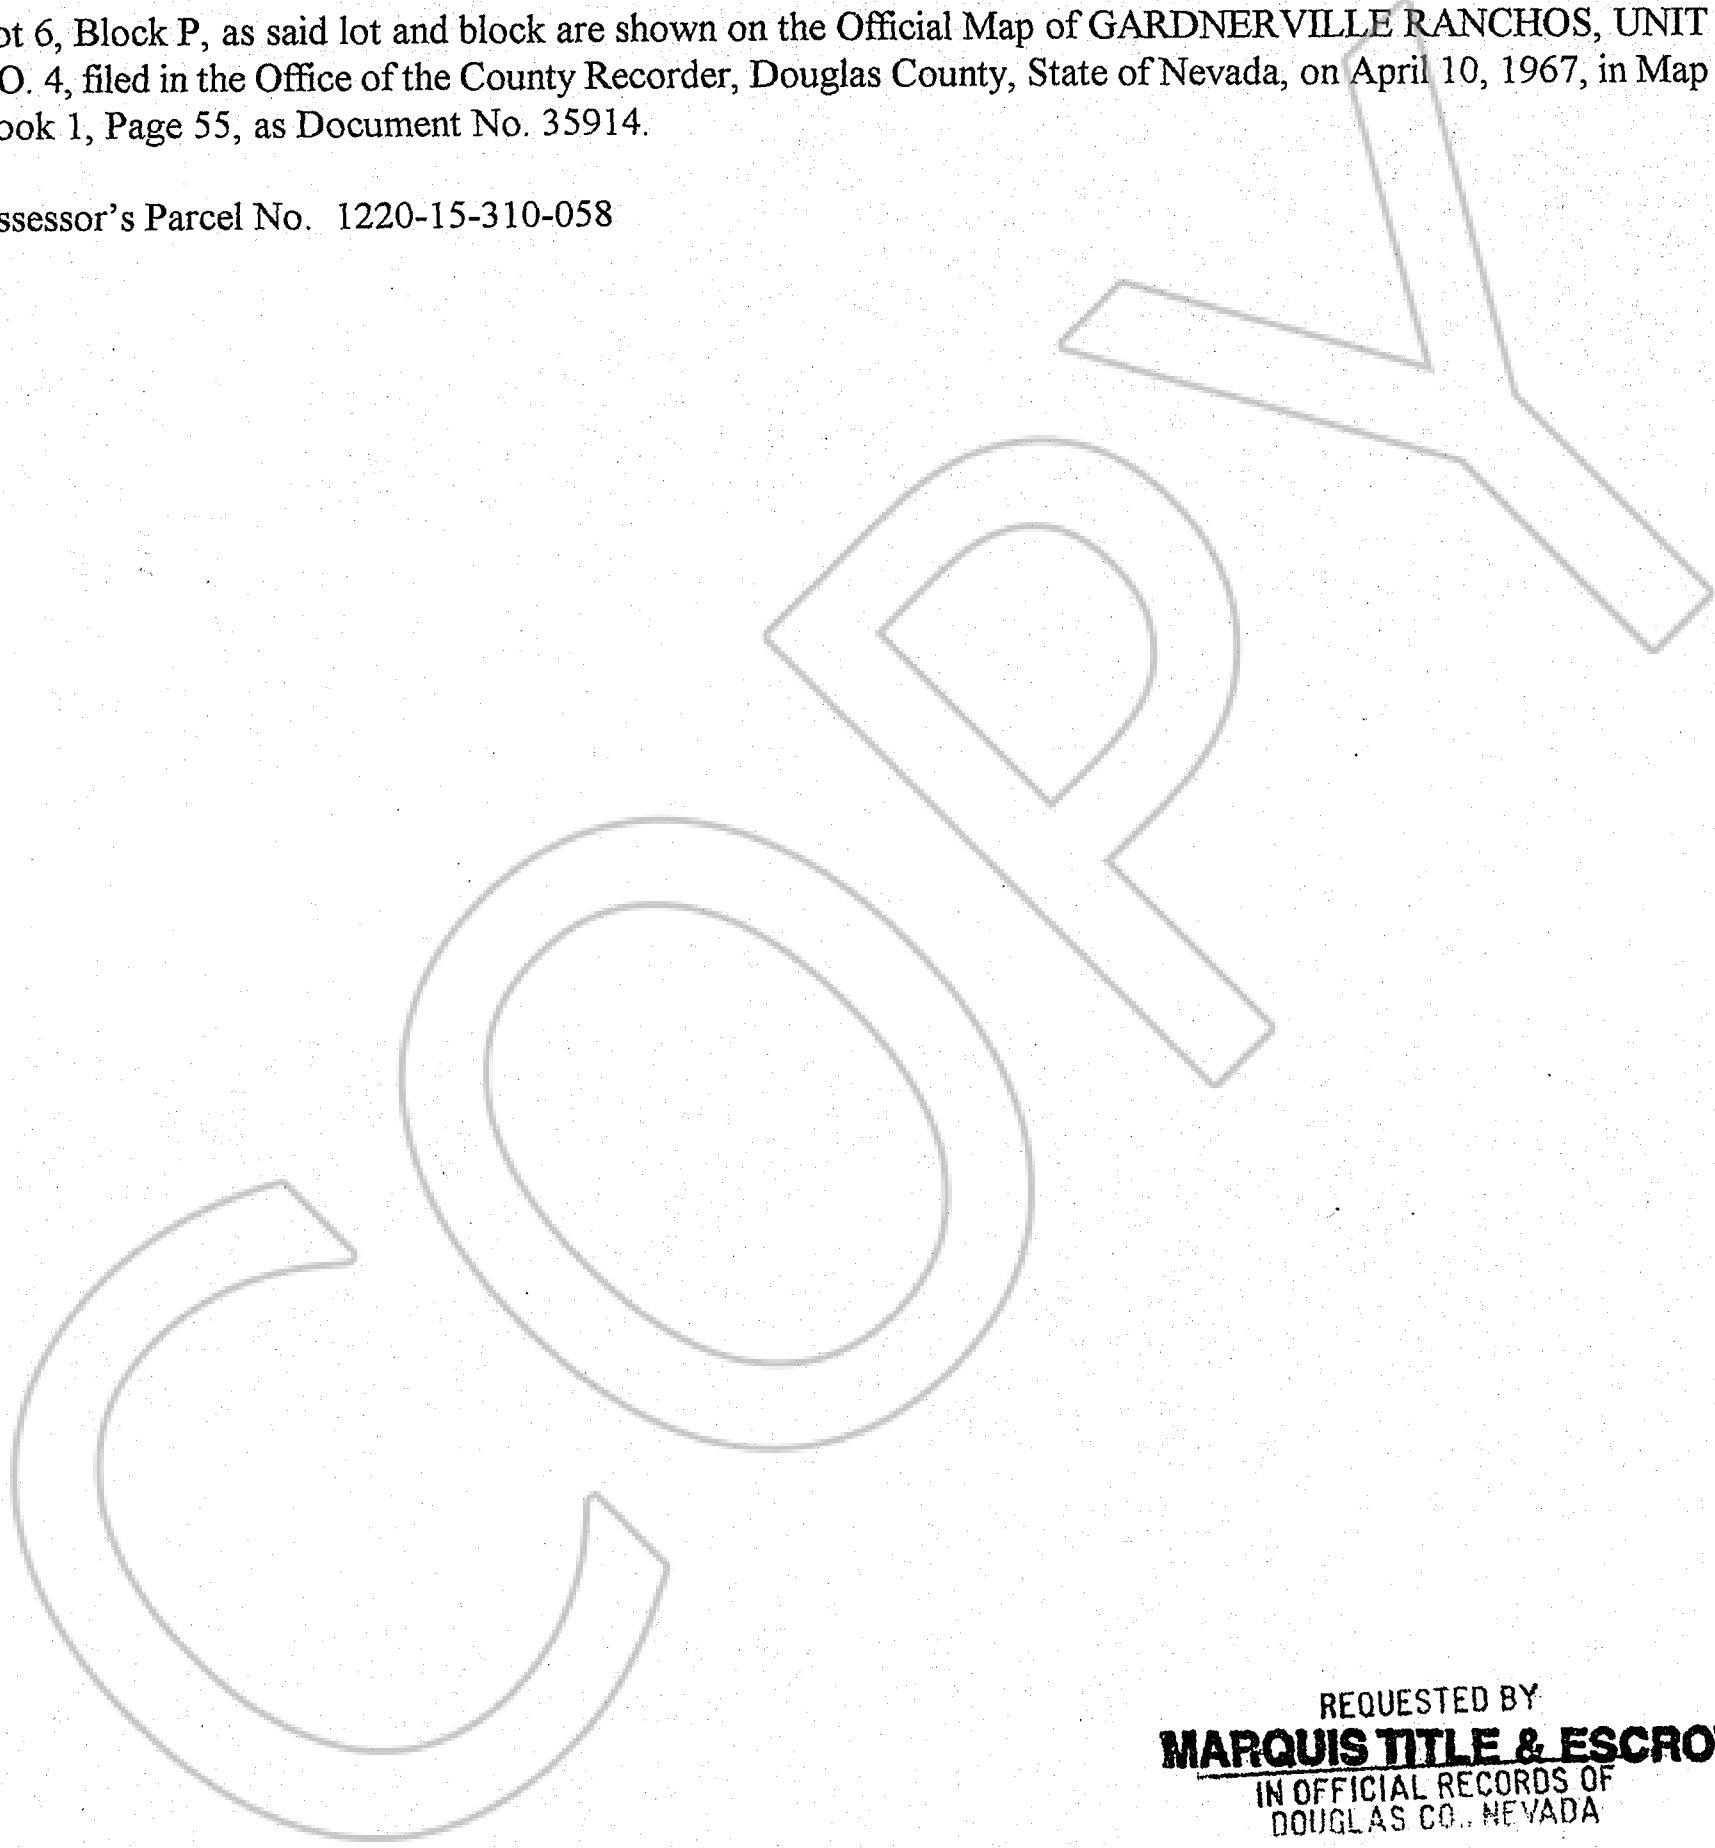 ot 6, Block P, as said lot and block are shown on the Official Map of GARDNERVILLE RANCHOS, UNIT
O. 4, filed in the Office of the County Recorder, Douglas County, State of Nevada, on April 10, 1967, in Map
ook 1, Page 55, as Document No. 35914.
ssessor's Parcel No. 1220-15-310-058
COPY
REQUESTED BY
MARQUIS TITLE & ESCRO
IN OFFICIAL RECORDS OF
DOUGLAS CO., NEVADA